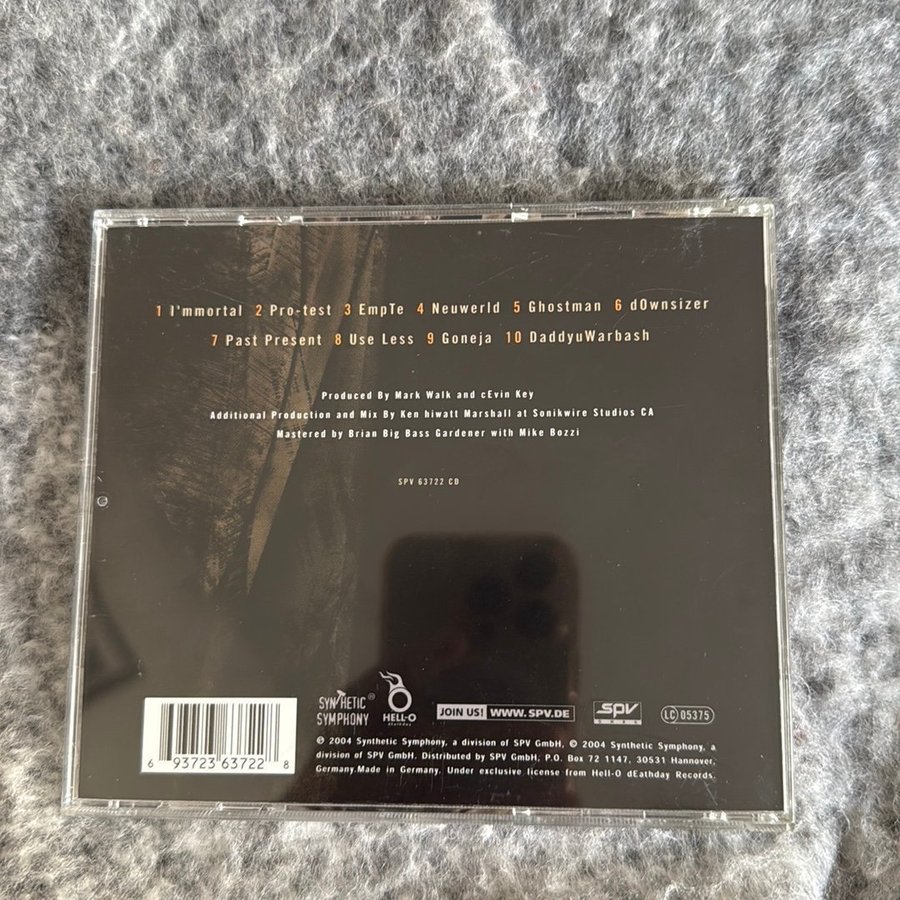 1 I'mmortal 2 Pro-test 3 EmpTe 4 Neuwerld 5 Ghostman 6 dOwnsizer
7 Past Present 8 Use Less 9 Goneja 10 DaddyuWarbash
Produced By Mark Walk and cEvin Key
Additional Production and Mix By Ken hiwatt Marshall at Sonikwire Studios CA
Mastered by Brian Big Bass Gardener with Mike Bozzi
SPV 63722 CD
SYNTHETIC SYMPHONY ®
HELL-O dEathday
JOIN US! WWW.SPV.DE
SPV
LC 05375
6 93723 63722 8
℗ 2004 Synthetic Symphony, a division of SPV GmbH, © 2004 Synthetic Symphony, a
division of SPV GmbH. Distributed by SPV GmbH, P.O. Box 72 1147, 30531 Hannover,
Germany.Made in Germany. Under exclusive license from Hell-O dEathday Records.